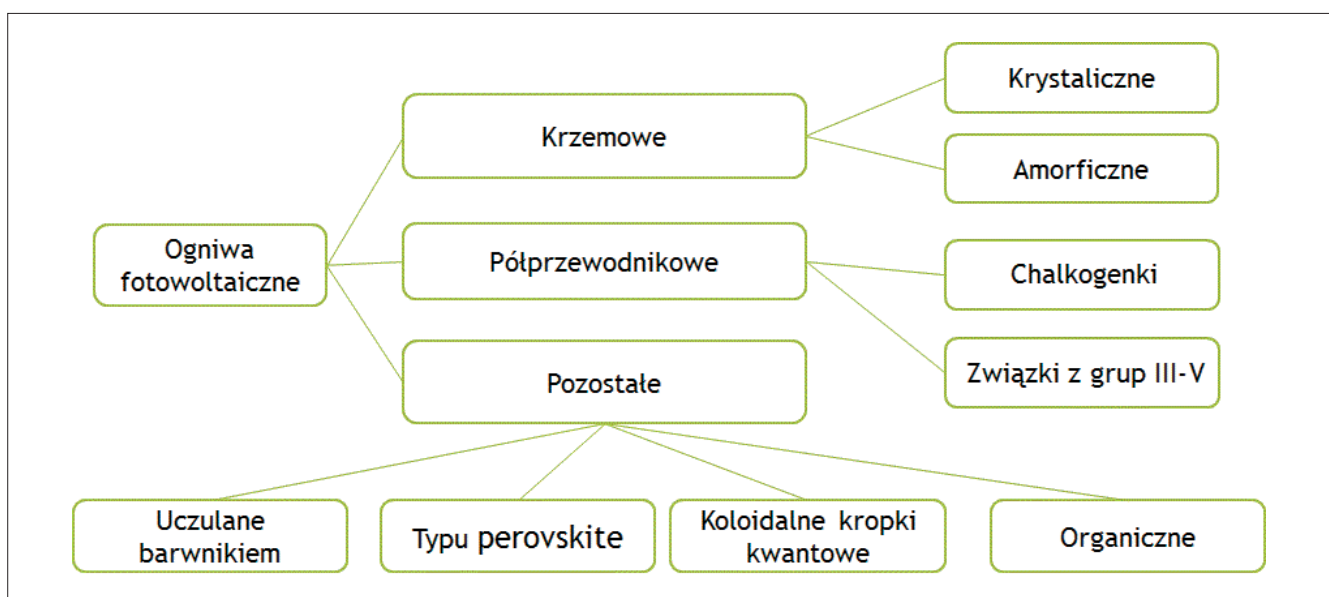 Ogniwa
fotowoltaiczne
Krzemowe
Krystaliczne
Amorficzne
Półprzewodnikowe
Chalkogenki
Związki z grup III-V
Pozostałe
Uczulane
barwnikiem
Typu perovskite
Koloidalne kropki
kwantowe
Organiczne